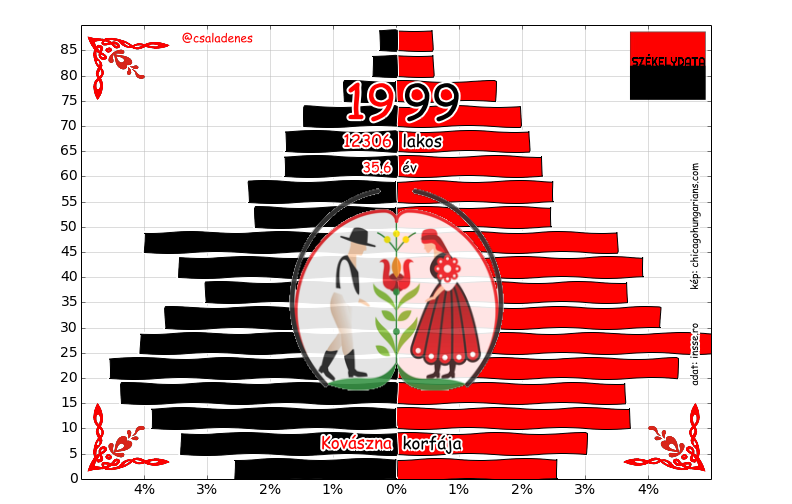 @csaladenes
SZÉKELYDATA
1999
12306 lakos
35.6 év
85
80
75
70
65
60
55
50
45
40
35
30
25
20
15
10
5
0
kép: chicagohungarians.com
adat: insse.ro
Kovászna korfája
4% 3% 2% 1% 0% 1% 2% 3% 4%